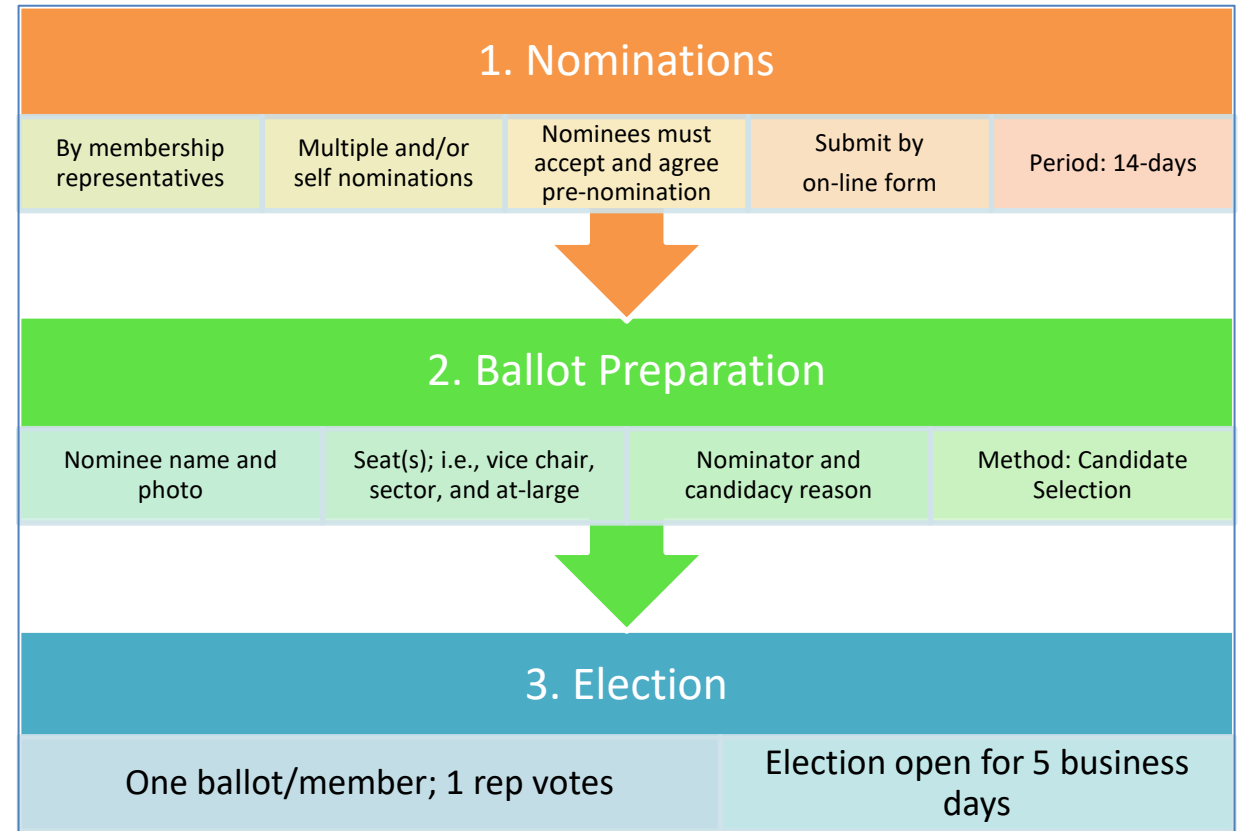 1. Nominations
By membership
representatives
Multiple and/or
self nominations
Nominees must
accept and agree
pre-nomination
Submit by
on-line form
Period: 14-days
2. Ballot Preparation
Nominee name and
photo
Seat(s); i.e., vice chair,
sector, and at-large
Nominator and
candidacy reason
Method: Candidate
Selection
3. Election
One ballot/member; 1 rep votes
Election open for 5 business
days